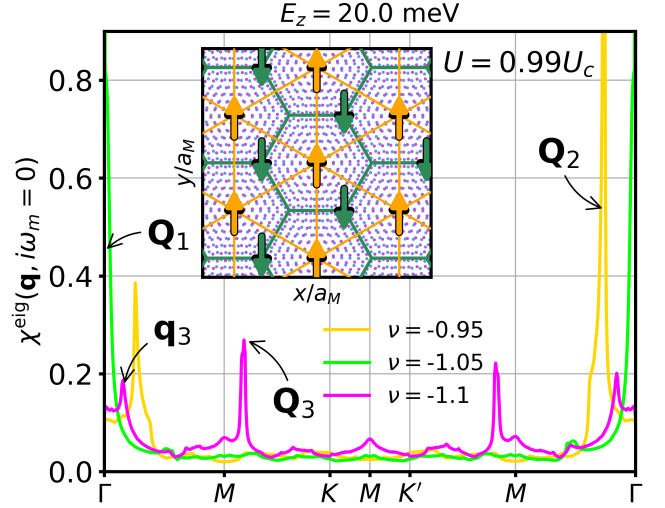 E_z = 20.0 meV
U = 0.99U_c
χ^eig(q, iω_m = 0)
0.8
0.6
0.4
0.2
0.0
y/a_M
x/a_M
Q_1
Q_2
q_3
Q_3
ν = -0.95
ν = -1.05
ν = -1.1
Γ M K M K′ M Γ